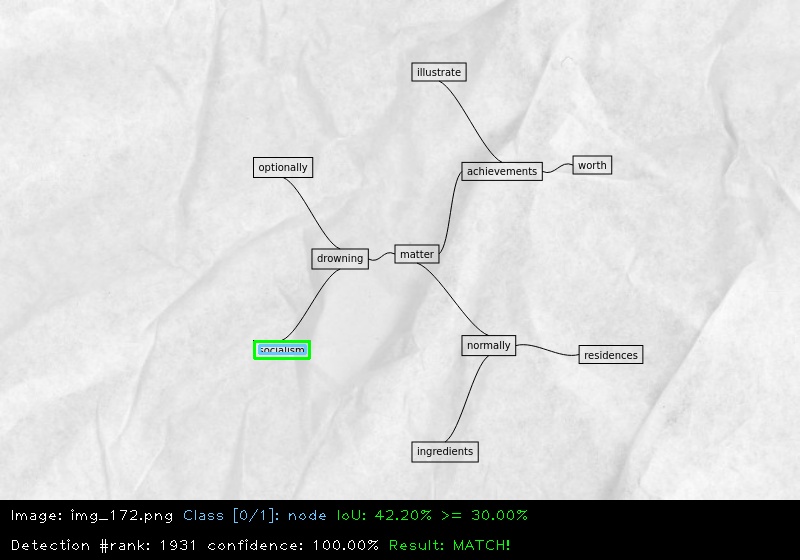 illustrate
worth
achievements
optionally
matter
drowning
normally
socialism
residences
ingredients
Image: img_172.png Class [0/1]: node IoU: 42.20% >= 30.00%
Detection #rank: 1931 confidence: 100.00% Result: MATCH!